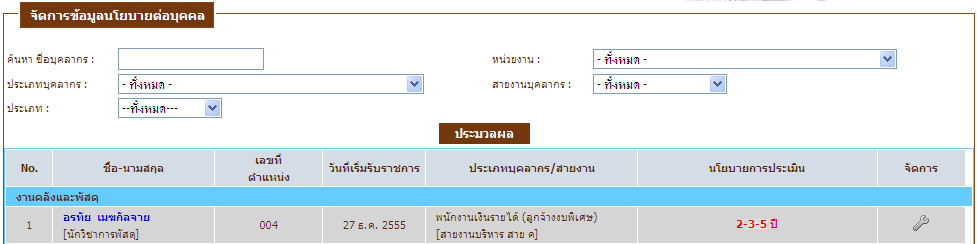 จัดการข้อมูลนโยบายต่อบุคคล
ค้นหา ชื่อบุคลากร :
หน่วยงาน : - ทั้งหมด -
ประเภทบุคลากร : - ทั้งหมด -
สายงานบุคลากร : - ทั้งหมด -
ประเภท : --ทั้งหมด---
ประมวลผล
No. ชื่อ-นามสกุล เลขที่ตำแหน่ง วันที่เริ่มรับราชการ ประเภทบุคลากร/สายงาน นโยบายการประเมิน จัดการ
งานคลังและพัสดุ
1 อรทัย เมฆกัลจาย 004 27 ธ.ค. 2555 พนักงานเงินรายได้ (ลูกจ้างงบพิเศษ) 2-3-5 ปี
[นักวิชาการพัสดุ] [สายงานบริหาร สาย ค]